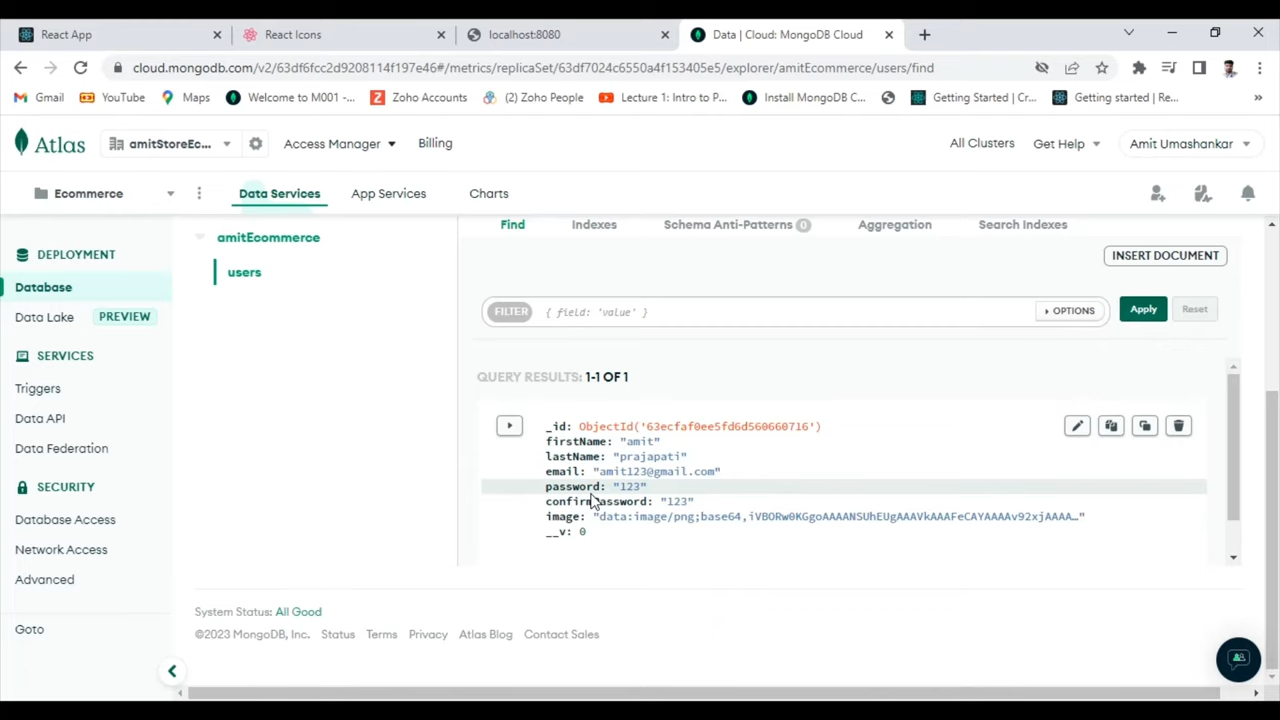 React App
React Icons
localhost:8080
Data | Cloud: MongoDB Cloud
cloud.mongodb.com/v2/63df6fcc2d9208114f197e46#/metrics/replicaSet/63df7024c6550a4f153405e5/explorer/amitEcommerce/users/find
Gmail YouTube Maps Welcome to M001 -... Zoho Accounts (2) Zoho People Lecture 1: Intro to P... Install MongoDB C... Getting Started | Cr... Getting started | Re... »
Atlas amitStoreEc... Access Manager Billing All Clusters Get Help Amit Umashankar
Ecommerce Data Services App Services Charts
amitEcommerce
users
Find Indexes Schema Anti-Patterns 0 Aggregation Search Indexes
INSERT DOCUMENT
FILTER { field: 'value' } OPTIONS Apply Reset
QUERY RESULTS: 1-1 OF 1
_id: ObjectId('63ecfaf0ee5fd6d560660716')
firstName: "amit"
lastName: "prajapati"
email: "amit123@gmail.com"
password: "123"
confirmpassword: "123"
image: "data:image/png;base64,iVBORw0KGgoAAAANSUhEUgAAAVkAAAFeCAYAAAAv92xjAAAA…"
__v: 0
DEPLOYMENT
Database
Data Lake PREVIEW
SERVICES
Triggers
Data API
Data Federation
SECURITY
Database Access
Network Access
Advanced
Goto
System Status: All Good
©2023 MongoDB, Inc. Status Terms Privacy Atlas Blog Contact Sales